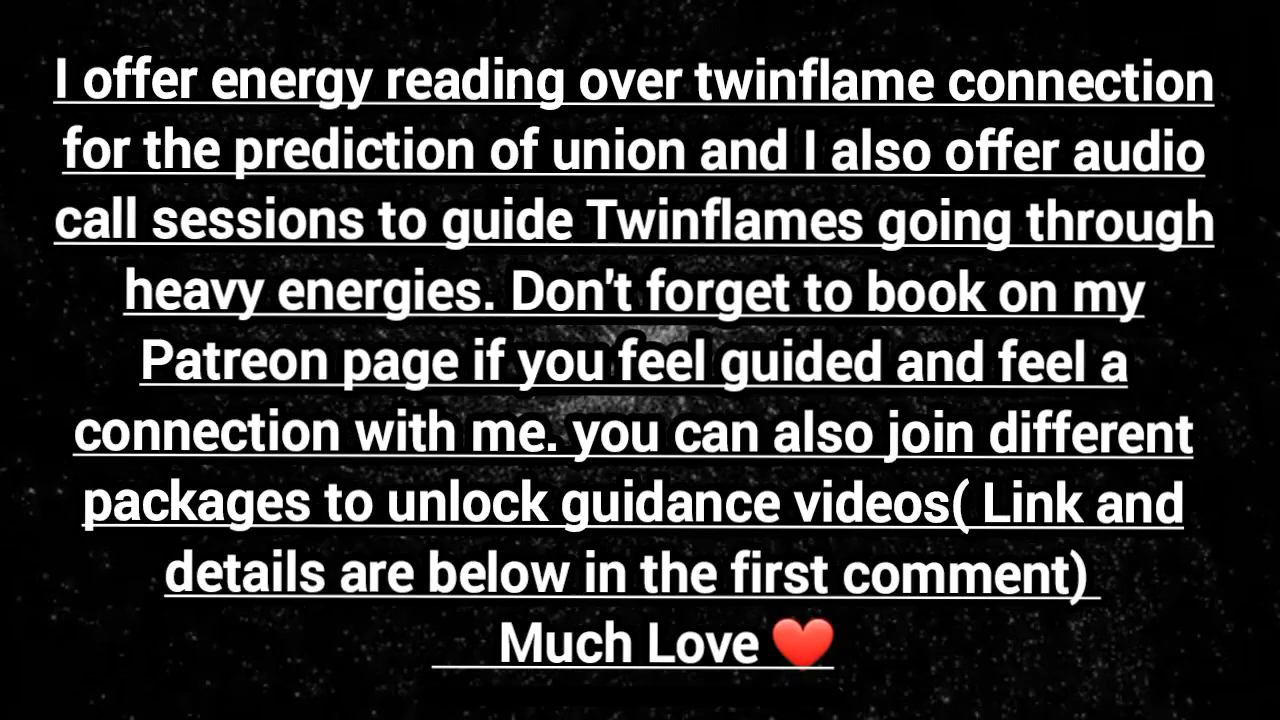 I offer energy reading over twinflame connection
for the prediction of union and I also offer audio
call sessions to guide Twinflames going through
heavy energies. Don't forget to book on my
Patreon page if you feel guided and feel a
connection with me. you can also join different
packages to unlock guidance videos( Link and
details are below in the first comment)
Much Love ❤️